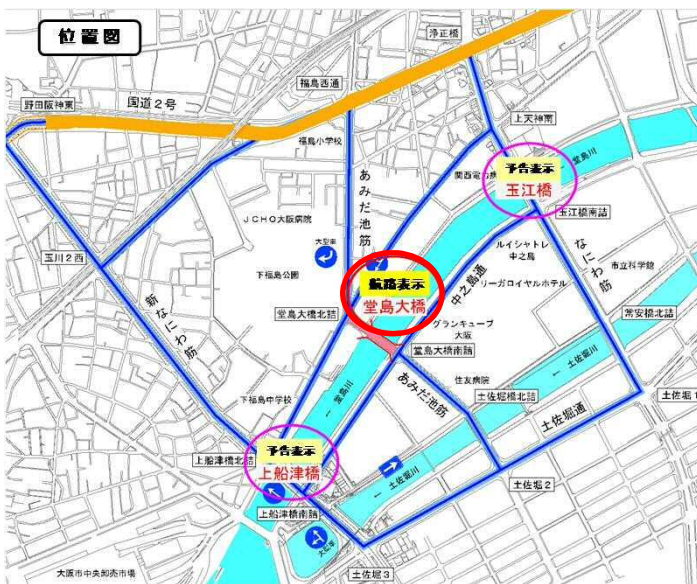 位置図
浄正橋
福島西通
野田阪神東
国道2号
上天神南
福島小学校
堂島川
予告表示
玉江橋
関西電力病
あみだ池筋
玉江橋南詰
JCHO大阪病院
ルイシャトレ
中之島
なにわ筋
大型車
玉川2西
市立科学館
下福島公園
航路表示
堂島大橋
中之島通
リーガロイヤルホテル
新なにわ筋
堂島大橋北詰
常安橋北詰
グランキューブ
大阪
堂島大橋南詰
住友病院
あみだ池筋
堂島川
下福島中学校
土佐堀橋北詰
土佐堀川
土佐堀1
土佐堀通
予告表示
上船津橋
上船津橋北詰
土佐堀川
土佐堀2
上船津橋南詰
大型車
大阪市中央卸売市場
土佐堀3